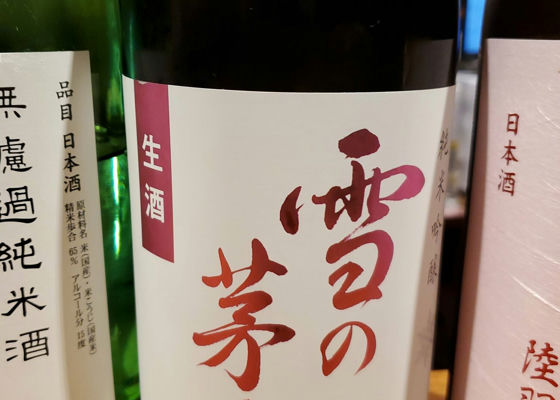 無濾過純米酒
品目 日本酒
原材料名 米(国産)・米こうじ(国産米)
精米歩合 65% アルコール分 15度
生酒
純米吟醸
雪の
茅
日本酒
陸羽